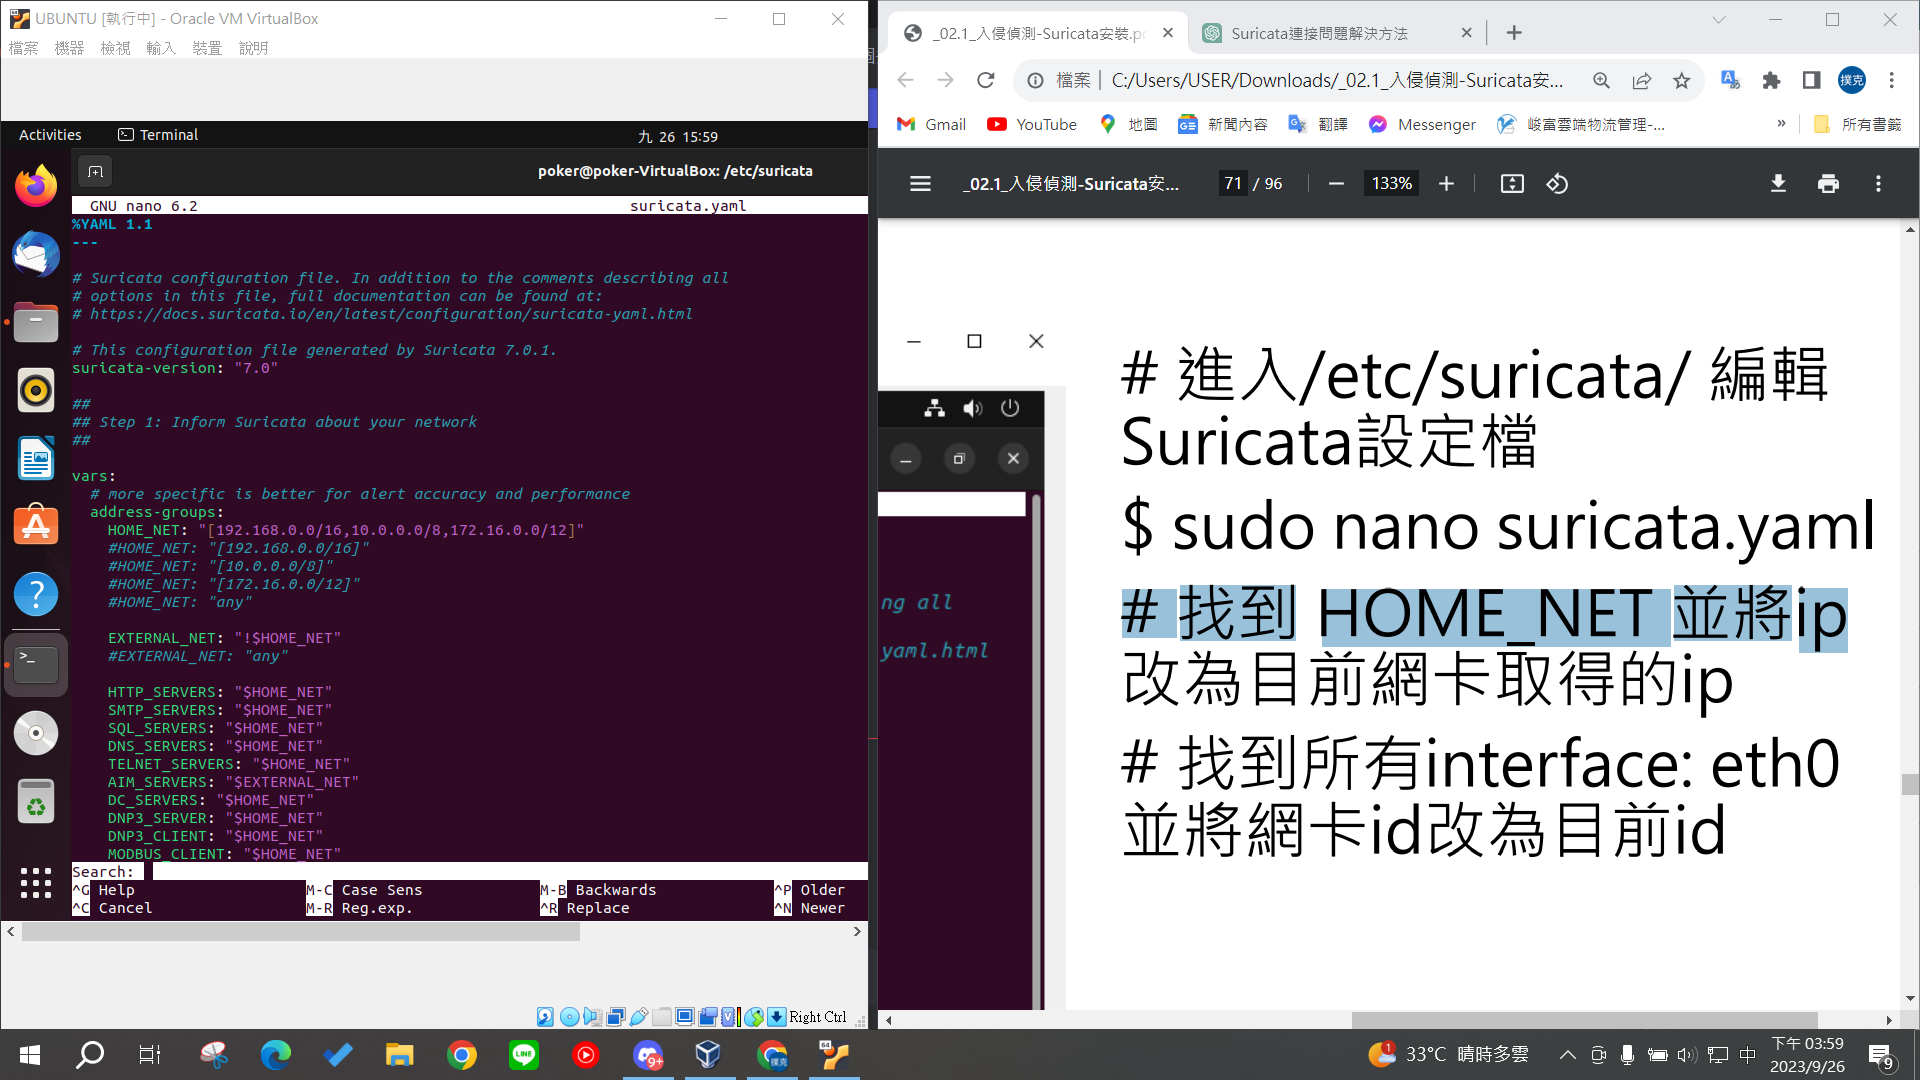 UBUNTU [執行中] - Oracle VM VirtualBox
檔案 機器 檢視 輸入 裝置 說明
Activities Terminal 九 26 15:59
poker@poker-VirtualBox: /etc/suricata
GNU nano 6.2 suricata.yaml
%YAML 1.1
---
# Suricata configuration file. In addition to the comments describing all
# options in this file, full documentation can be found at:
# https://docs.suricata.io/en/latest/configuration/suricata-yaml.html
# This configuration file generated by Suricata 7.0.1.
suricata-version: "7.0"
##
## Step 1: Inform Suricata about your network
##
vars:
# more specific is better for alert accuracy and performance
address-groups:
HOME_NET: "[192.168.0.0/16,10.0.0.0/8,172.16.0.0/12]"
#HOME_NET: "[192.168.0.0/16]"
#HOME_NET: "[10.0.0.0/8]"
#HOME_NET: "[172.16.0.0/12]"
#HOME_NET: "any"
EXTERNAL_NET: "!$HOME_NET"
#EXTERNAL_NET: "any"
HTTP_SERVERS: "$HOME_NET"
SMTP_SERVERS: "$HOME_NET"
SQL_SERVERS: "$HOME_NET"
DNS_SERVERS: "$HOME_NET"
TELNET_SERVERS: "$HOME_NET"
AIM_SERVERS: "$EXTERNAL_NET"
DC_SERVERS: "$HOME_NET"
DNP3_SERVER: "$HOME_NET"
DNP3_CLIENT: "$HOME_NET"
MODBUS_CLIENT: "$HOME_NET"
Search:
^G Help M-C Case Sens M-B Backwards ^P Older
^C Cancel M-R Reg.exp. ^R Replace ^N Newer
Right Ctrl
_02.1_入侵偵測-Suricata安裝.p
Suricata連接問題解決方法
檔案 C:/Users/USER/Downloads/_02.1_入侵偵測-Suricata安... 撲克
Gmail YouTube 地圖 新聞內容 翻譯 Messenger 峻富雲端物流管理-... » 所有書籤
_02.1_入侵偵測-Suricata安... 71 / 96 133%
ng all
yaml.html
# 進入/etc/suricata/ 編輯
Suricata設定檔
$ sudo nano suricata.yaml
# 找到 HOME_NET 並將ip
改為目前網卡取得的ip
# 找到所有interface: eth0
並將網卡id改為目前id
9+ 撲克 64 1 33°C 晴時多雲 中 下午 03:59
2023/9/26 9